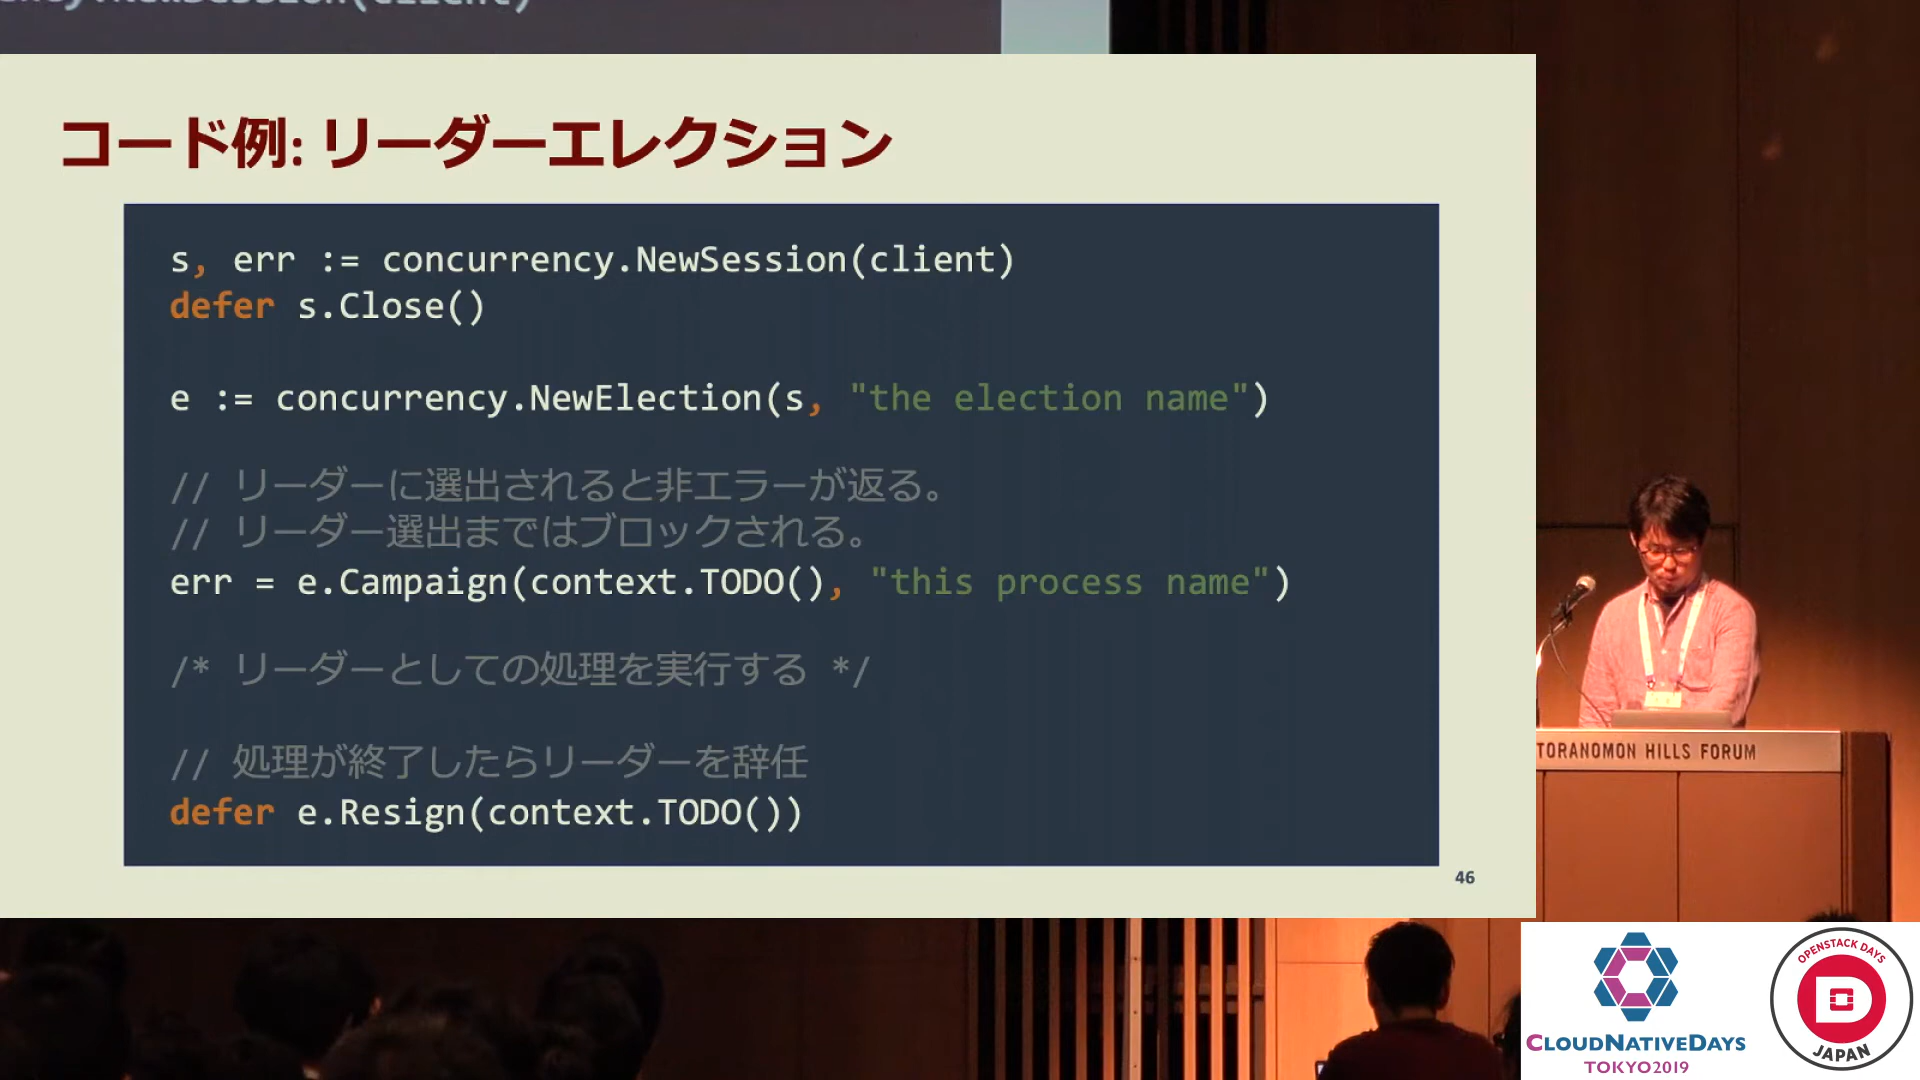 コード例: リーダーエレクション
s, err := concurrency.NewSession(client)
defer s.Close()
e := concurrency.NewElection(s, "the election name")
// リーダーに選出されると非エラーが返る。
// リーダー選出まではブロックされる。
err = e.Campaign(context.TODO(), "this process name")
/* リーダーとしての処理を実行する */
// 処理が終了したらリーダーを辞任
defer e.Resign(context.TODO())
46
TORANOMON HILLS FORUM
CLOUDNATIVEDAYS
TOKYO2019
OPENSTACK DAYS
JAPAN